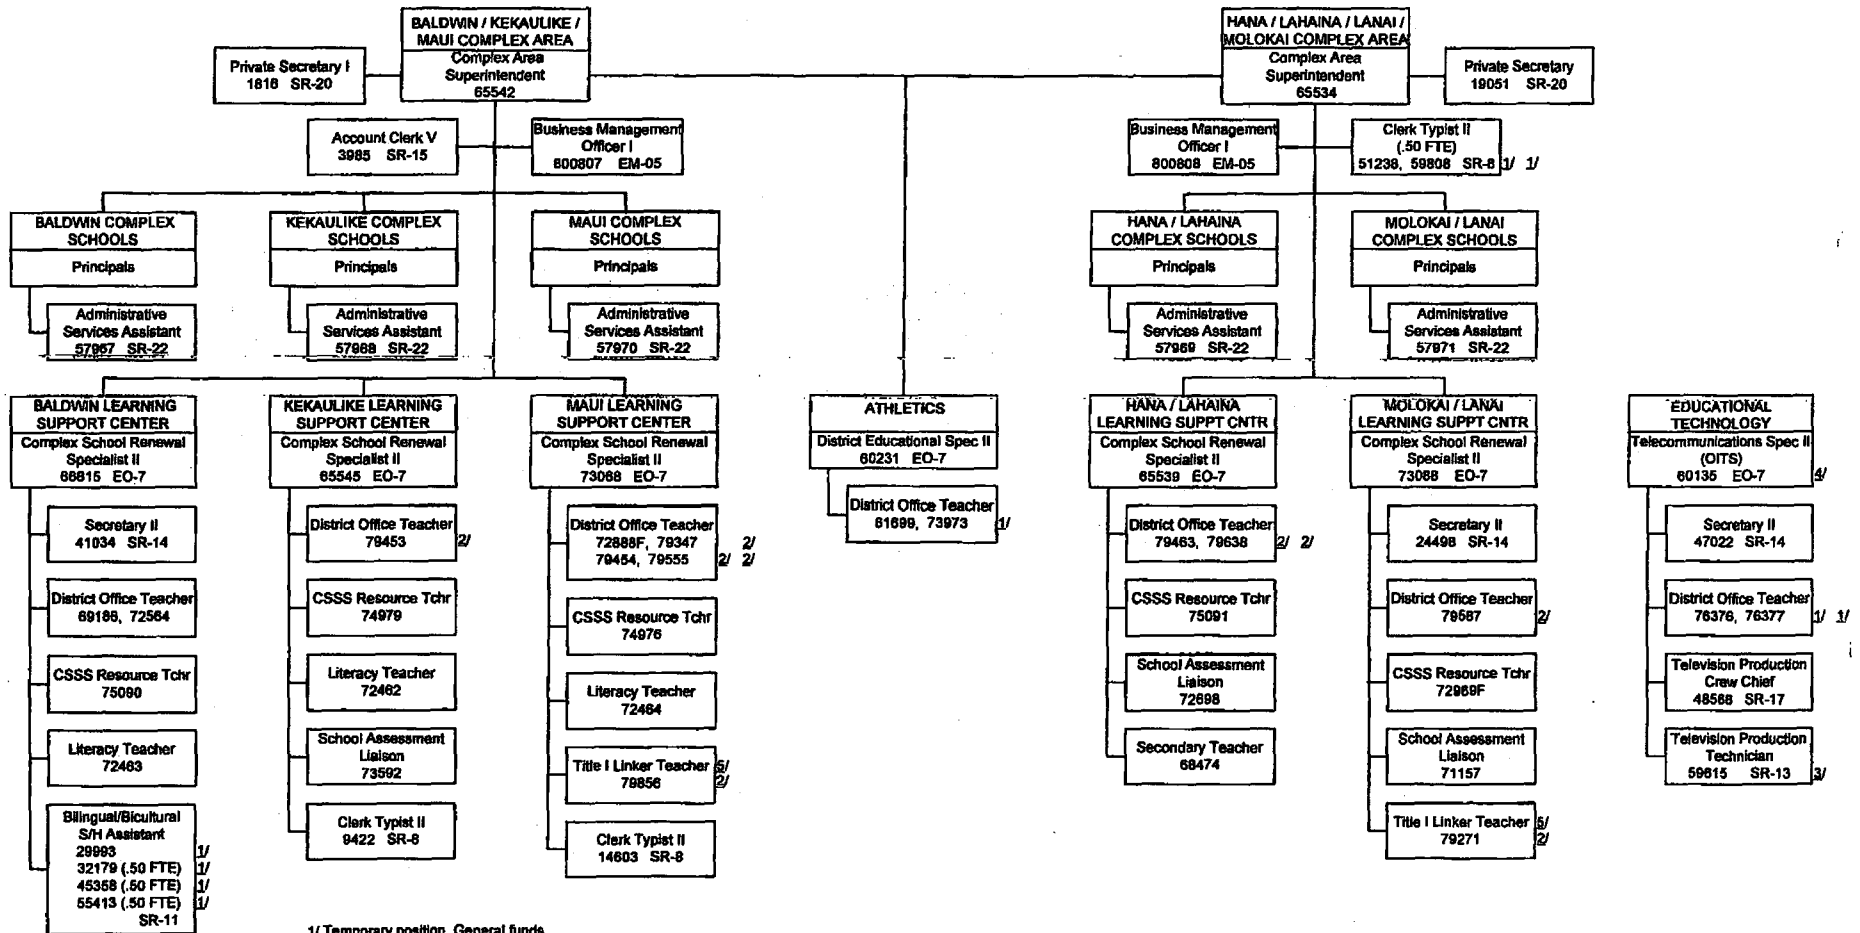 BALDWIN / KEKAULIKE /
MAUI COMPLEX AREA
Complex Area
Superintendent
65542
Private Secretary I
1818 SR-20
Account Clerk V
3985 SR-15
Business Management
Officer I
800807 EM-05
HANA / LAHAINA / LANAI /
MOLOKAI COMPLEX AREA
Complex Area
Superintendent
65534
Private Secretary
19051 SR-20
Business Management
Officer I
800808 EM-05
Clerk Typist II
(.50 FTE)
51238, 59808 SR-8 1/ 1/
BALDWIN COMPLEX
SCHOOLS
Principals
Administrative
Services Assistant
57967 SR-22
KEKAULIKE COMPLEX
SCHOOLS
Principals
Administrative
Services Assistant
57968 SR-22
MAUI COMPLEX
SCHOOLS
Principals
Administrative
Services Assistant
57970 SR-22
HANA / LAHAINA
COMPLEX SCHOOLS
Principals
Administrative
Services Assistant
57969 SR-22
MOLOKAI / LANAI
COMPLEX SCHOOLS
Principals
Administrative
Services Assistant
57971 SR-22
BALDWIN LEARNING
SUPPORT CENTER
Complex School Renewal
Specialist II
66815 EO-7
Secretary II
41034 SR-14
District Office Teacher
69186, 72564
CSSS Resource Tchr
75090
Literacy Teacher
72463
Bilingual/Bicultural
S/H Assistant
29993 1/
32179 (.50 FTE) 1/
45358 (.50 FTE) 1/
55413 (.50 FTE) 1/
SR-11
KEKAULIKE LEARNING
SUPPORT CENTER
Complex School Renewal
Specialist II
65545 EO-7
District Office Teacher
79453 2/
CSSS Resource Tchr
74979
Literacy Teacher
72462
School Assessment
Liaison
73592
Clerk Typist II
9422 SR-8
MAUI LEARNING
SUPPORT CENTER
Complex School Renewal
Specialist II
73068 EO-7
District Office Teacher
72888F, 79347 2/
79454, 79555 2/ 2/
CSSS Resource Tchr
74976
Literacy Teacher
72464
Title I Linker Teacher 5/
79856 2/
Clerk Typist II
14603 SR-8
ATHLETICS
District Educational Spec II
60231 EO-7
District Office Teacher
61699, 73973 1/
HANA / LAHAINA
LEARNING SUPPT CNTR
Complex School Renewal
Specialist II
65539 EO-7
District Office Teacher
79463, 79638 2/ 2/
CSSS Resource Tchr
75091
School Assessment
Liaison
72698
Secondary Teacher
68474
MOLOKAI / LANAI
LEARNING SUPPT CNTR
Complex School Renewal
Specialist II
73088 EO-7
Secretary II
24498 SR-14
District Office Teacher
79567 2/
CSSS Resource Tchr
72969F
School Assessment
Liaison
71157
Title I Linker Teacher 5/
79271 2/
EDUCATIONAL
TECHNOLOGY
Telecommunications Spec II
(OITS)
60135 EO-7 4/
Secretary II
47022 SR-14
District Office Teacher
76376, 76377 1/ 1/
Television Production
Crew Chief
48568 SR-17
Television Production
Technician
59615 SR-13 3/
1/ Temporary position, General funds